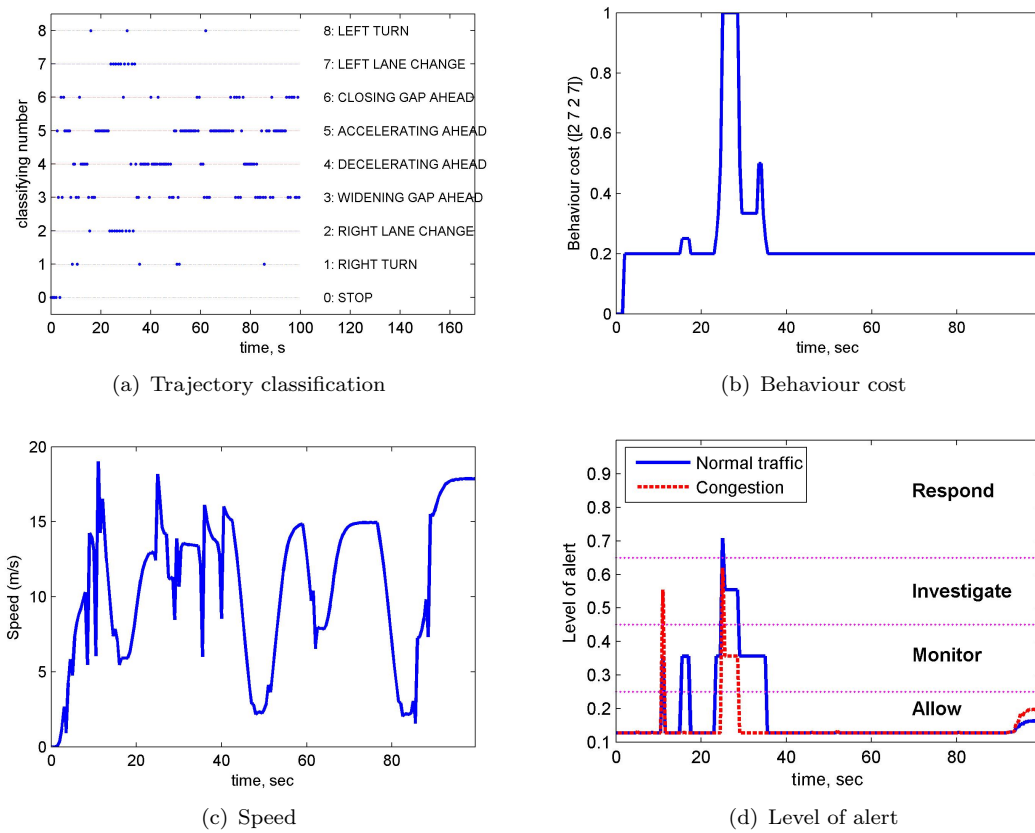 8
7
6
5
4
3
2
1
0
classifying number
8: LEFT TURN
7: LEFT LANE CHANGE
6: CLOSING GAP AHEAD
5: ACCELERATING AHEAD
4: DECELERATING AHEAD
3: WIDENING GAP AHEAD
2: RIGHT LANE CHANGE
1: RIGHT TURN
0: STOP
0 20 40 60 80 100 120 140 160
time, s
(a) Trajectory classification
1
0.8
0.6
0.4
0.2
0
Behaviour cost ([2 7 2 7])
0 20 40 60 80
time, sec
(b) Behaviour cost
20
15
10
5
0
Speed (m/s)
0 20 40 60 80
time, sec
(c) Speed
0.9
0.8
0.7
0.6
0.5
0.4
0.3
0.2
0.1
Level of alert
Normal traffic
Congestion
Respond
Investigate
Monitor
Allow
0 20 40 60 80
time, sec
(d) Level of alert